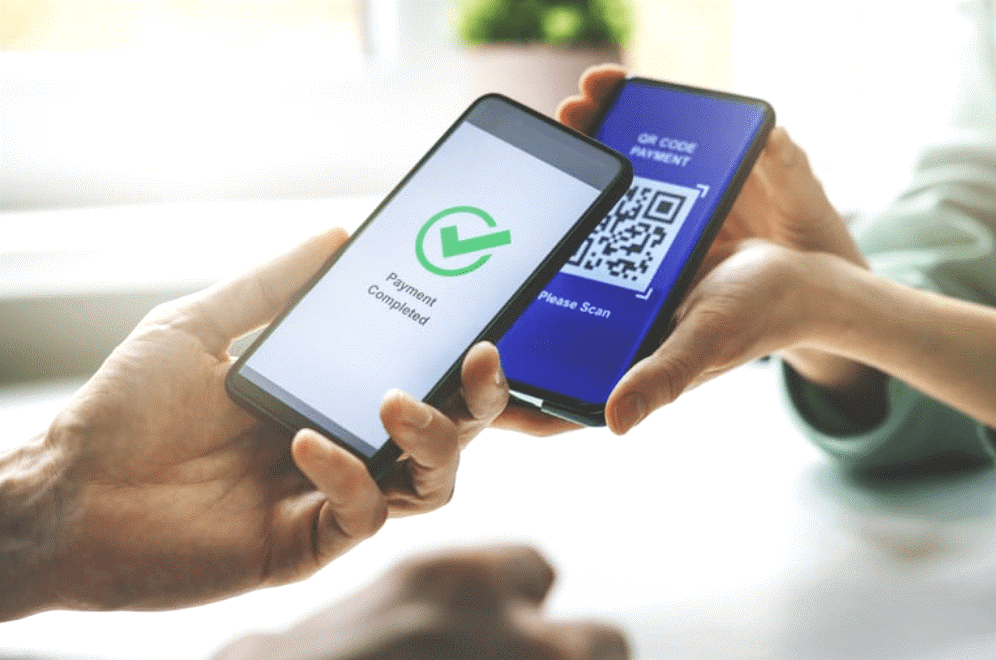 Payment
Completed
QR CODE
PAYMENT
Please Scan